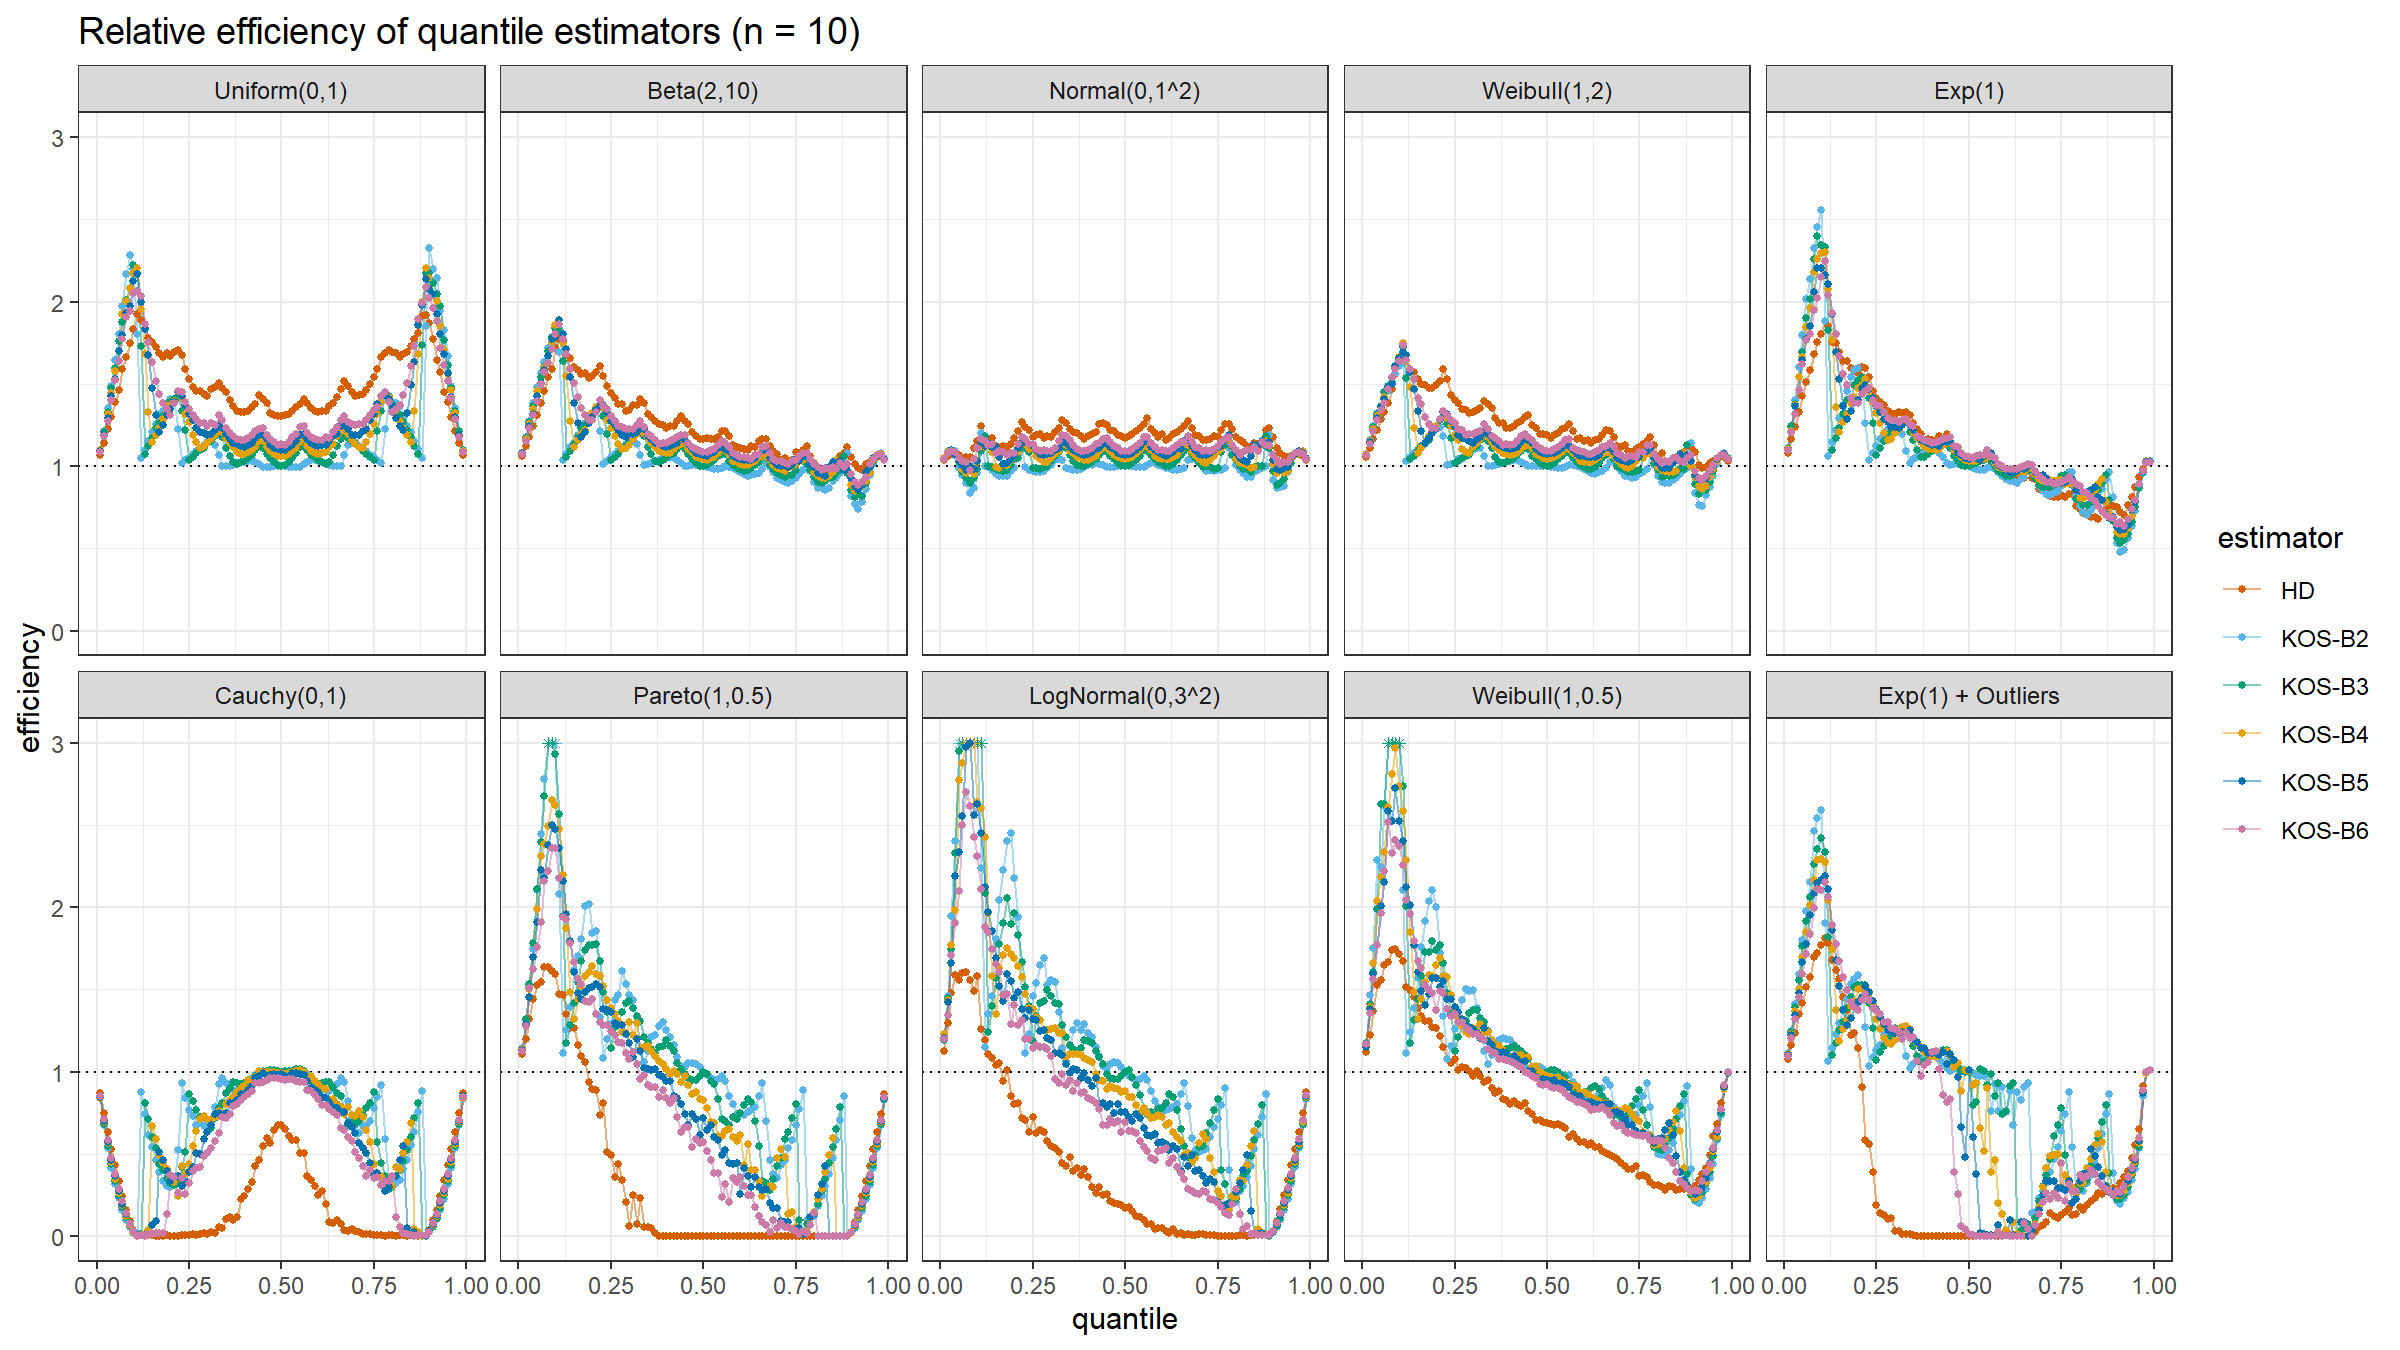 Relative efficiency of quantile estimators (n = 10)
Uniform(0,1) Beta(2,10) Normal(0,1^2) Weibull(1,2) Exp(1)
3
2
1
0
Cauchy(0,1) Pareto(1,0.5) LogNormal(0,3^2) Weibull(1,0.5) Exp(1) + Outliers
3
2
1
0
efficiency
0.00 0.25 0.50 0.75 1.00 0.00 0.25 0.50 0.75 1.00 0.00 0.25 0.50 0.75 1.00 0.00 0.25 0.50 0.75 1.00 0.00 0.25 0.50 0.75 1.00
quantile
estimator
HD
KOS-B2
KOS-B3
KOS-B4
KOS-B5
KOS-B6